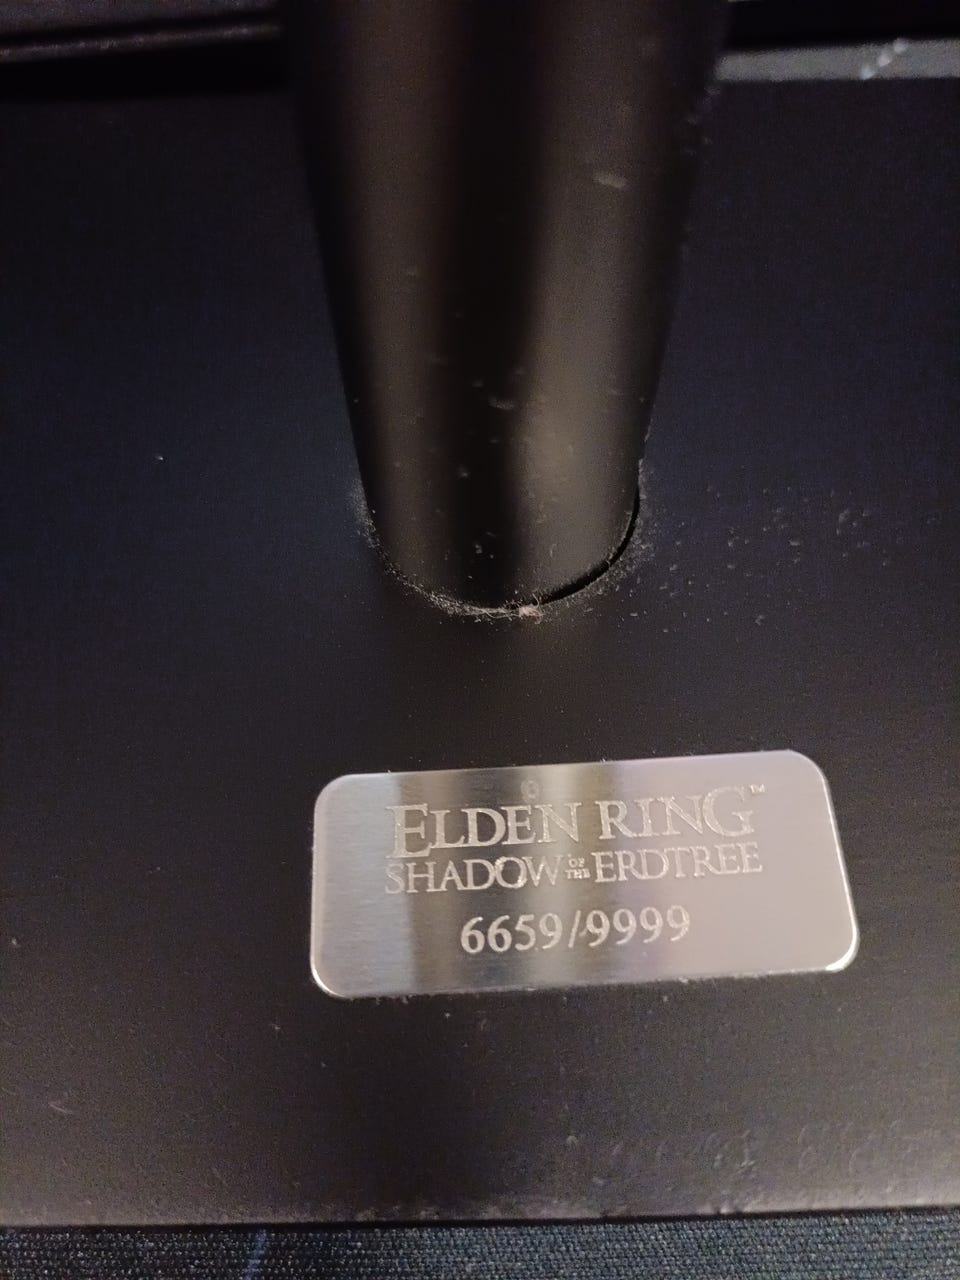 ELDEN RING™
SHADOW OF THE ERDTREE
6659/9999